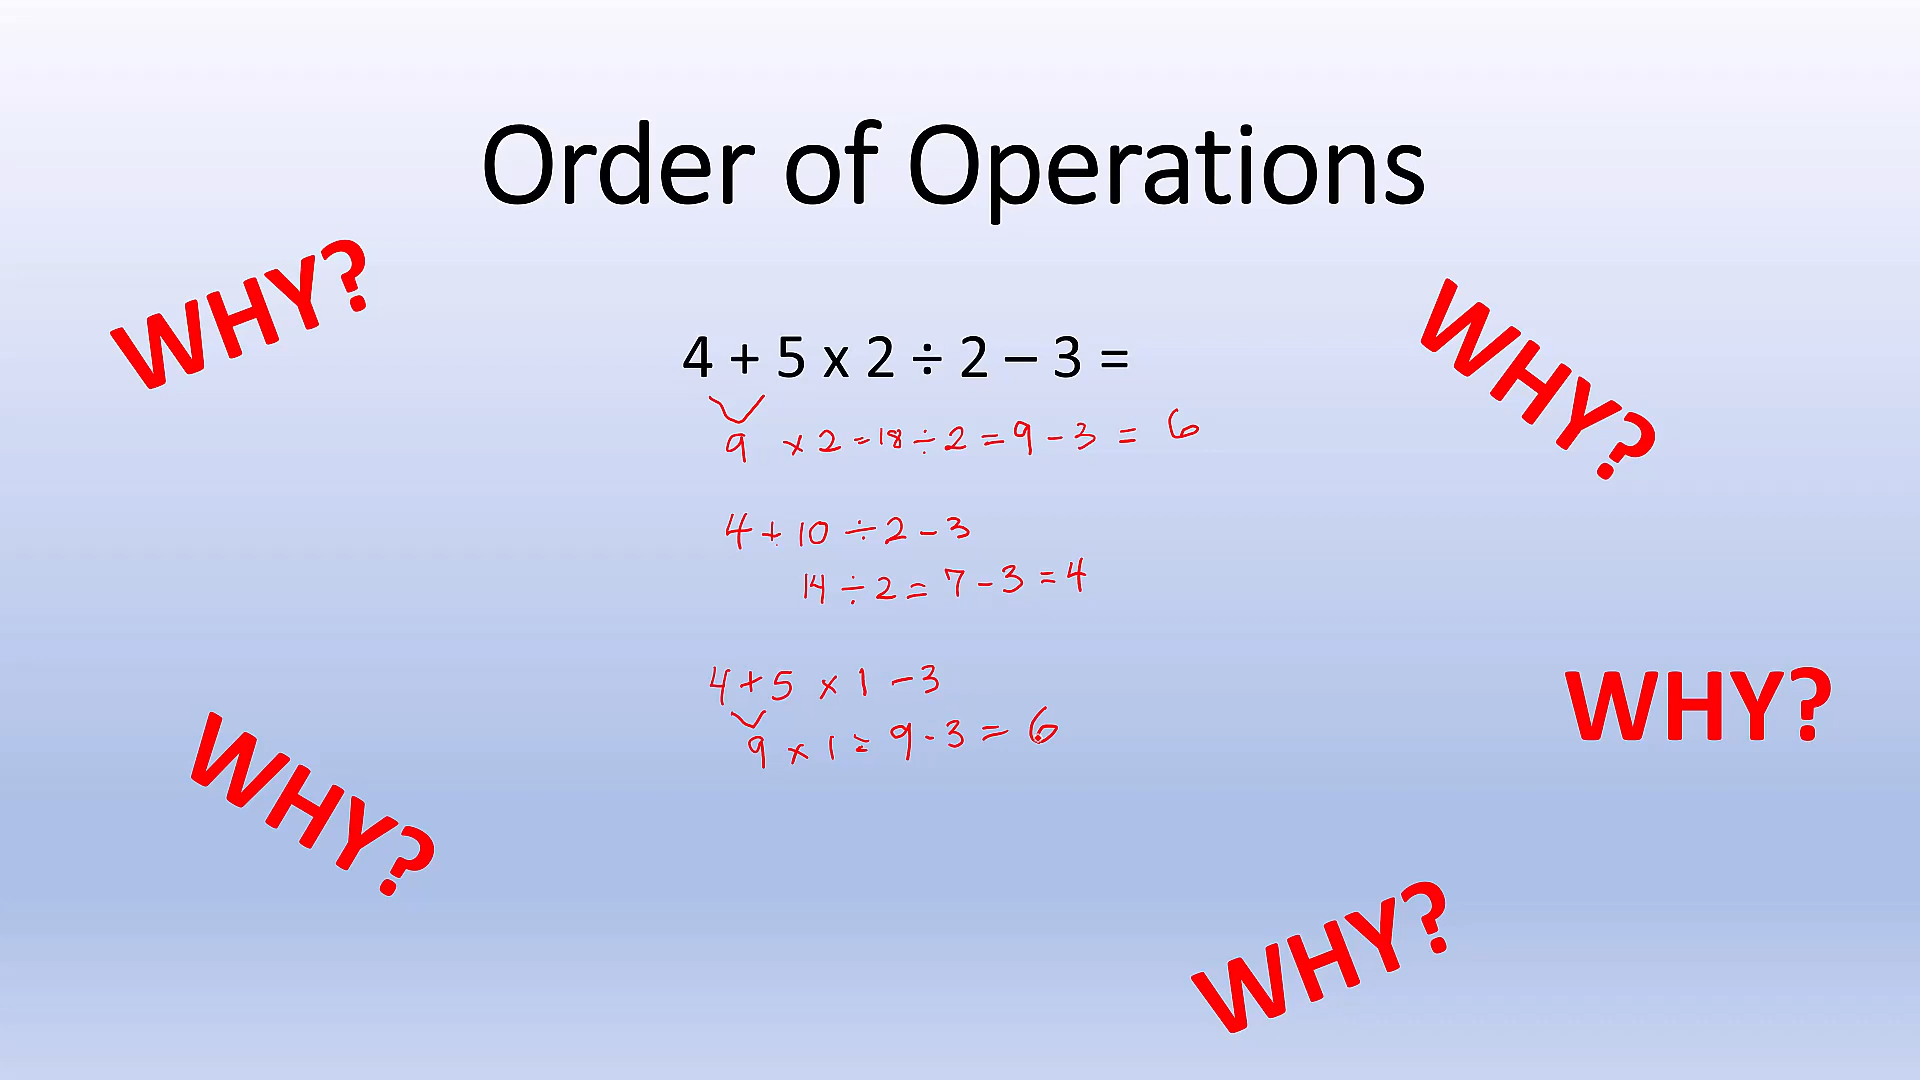 Order of Operations
WHY?
WHY?
4 + 5 x 2 ÷ 2 – 3 =
9 × 2 = 18 ÷ 2 = 9 - 3 = 6
4 + 10 ÷ 2 - 3
14 ÷ 2 = 7 - 3 = 4
4 + 5 × 1 - 3
9 × 1 = 9 - 3 = 6
WHY?
WHY?
WHY?